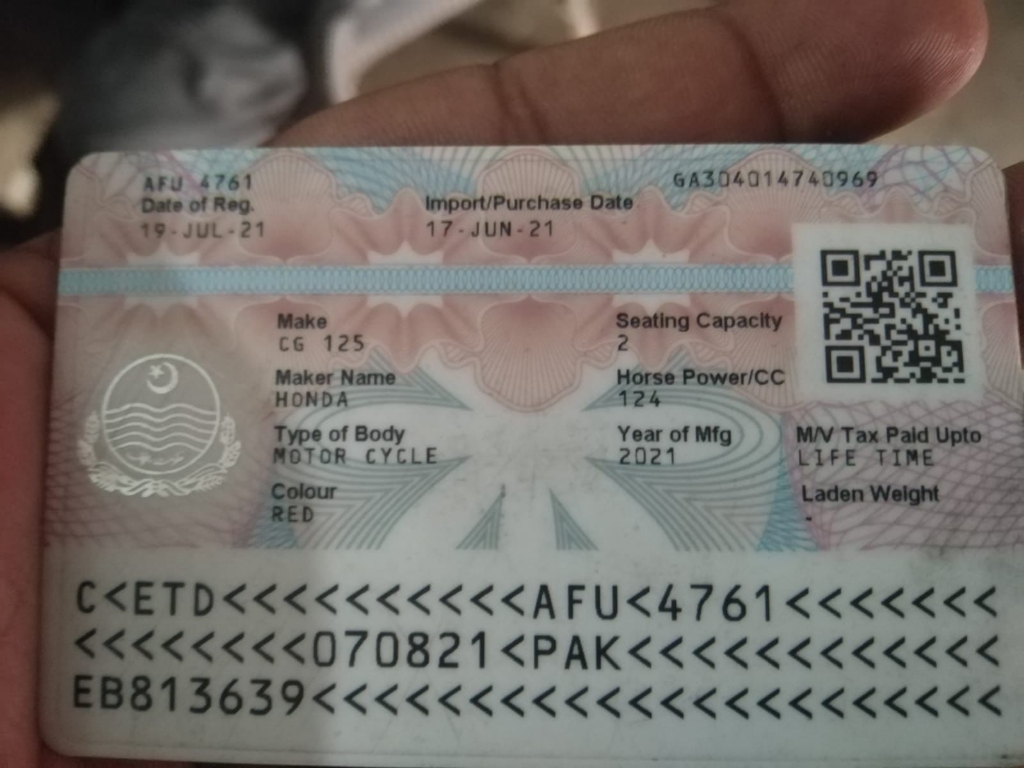 AFU 4761
GA304014740969
Date of Reg.
Import/Purchase Date
19-JUL-21
17-JUN-21
Make
Seating Capacity
CG 125
2
Maker Name
Horse Power/CC
HONDA
124
Type of Body
Year of Mfg
M/V Tax Paid Upto
MOTOR CYCLE
2021
LIFE TIME
Colour
Laden Weight
RED
-
C<ETD<<<<<<<<<<<AFU<4761<<<<<<<
<<<<<<<<070821<PAK<<<<<<<<<<<<<
EB813639<<<<<<<<<<<<<<<<<<<<<<<